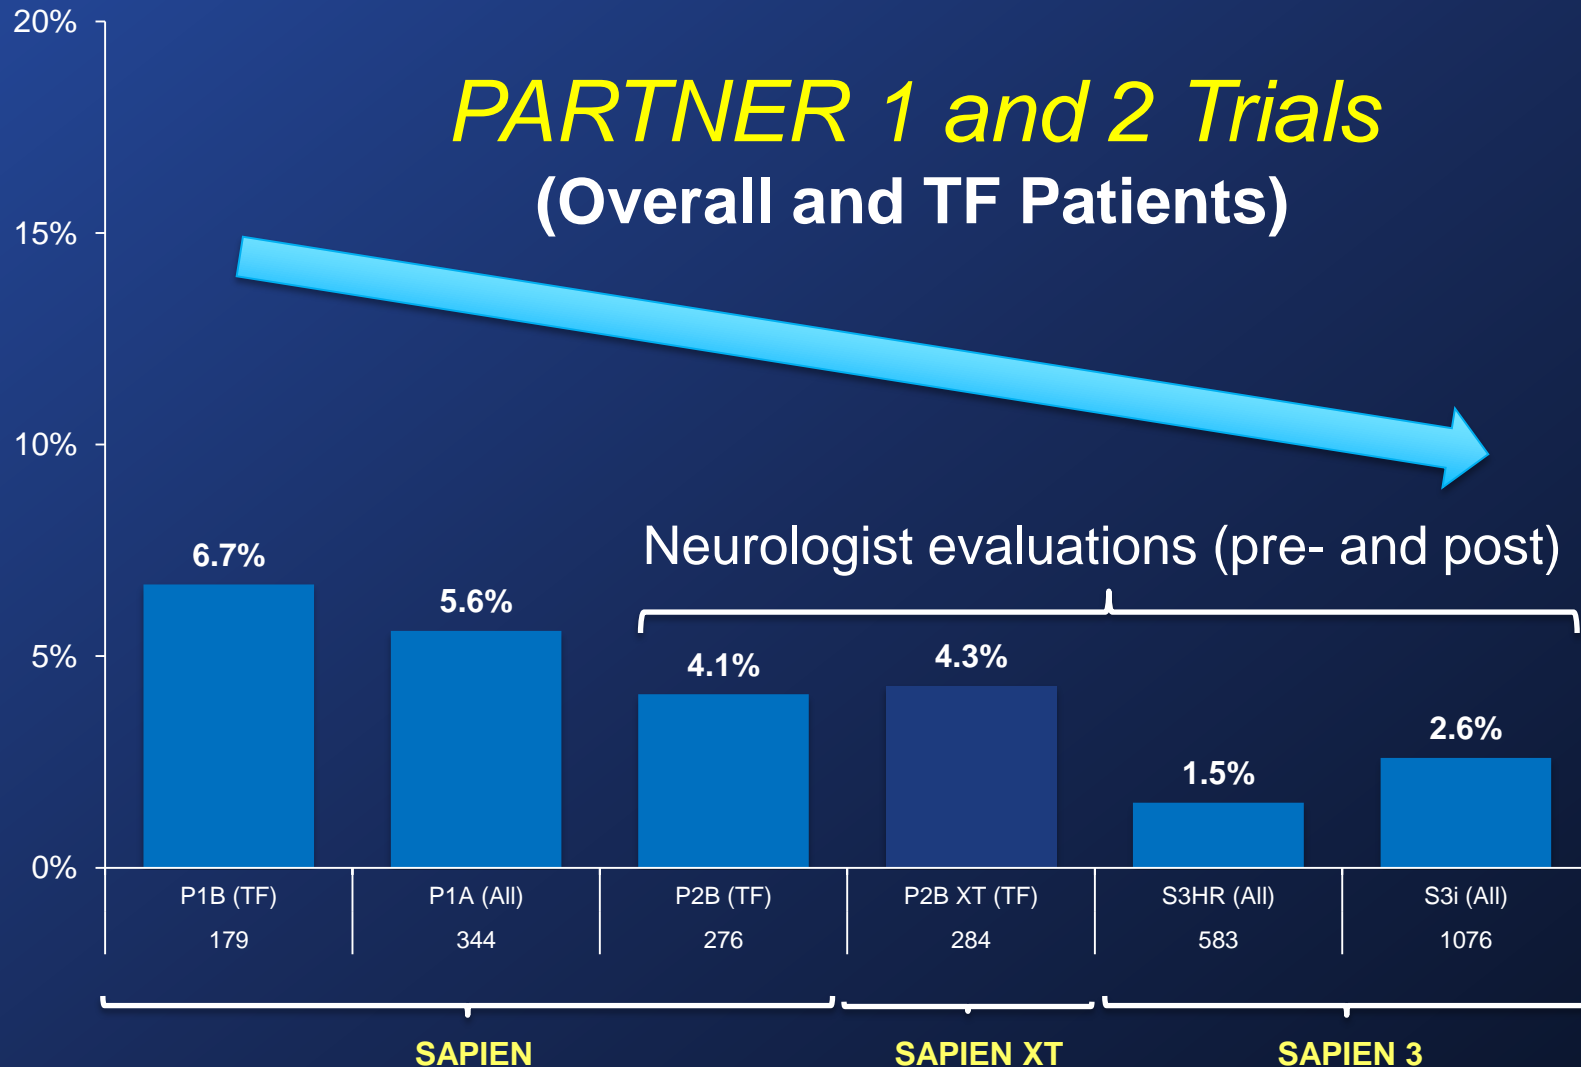 20%
PARTNER 1 and 2 Trials
(Overall and TF Patients)
15%
10%
Neurologist evaluations (pre- and post)
6.7%
5.6%
5%
4.1%
4.3%
2.6%
1.5%
0%
P1B (TF) P1A (All) P2B (TF) P2B XT (TF) S3HR (All) S3i (All)
179 344 276 284 583 1076
SAPIEN SAPIEN XT SAPIEN 3